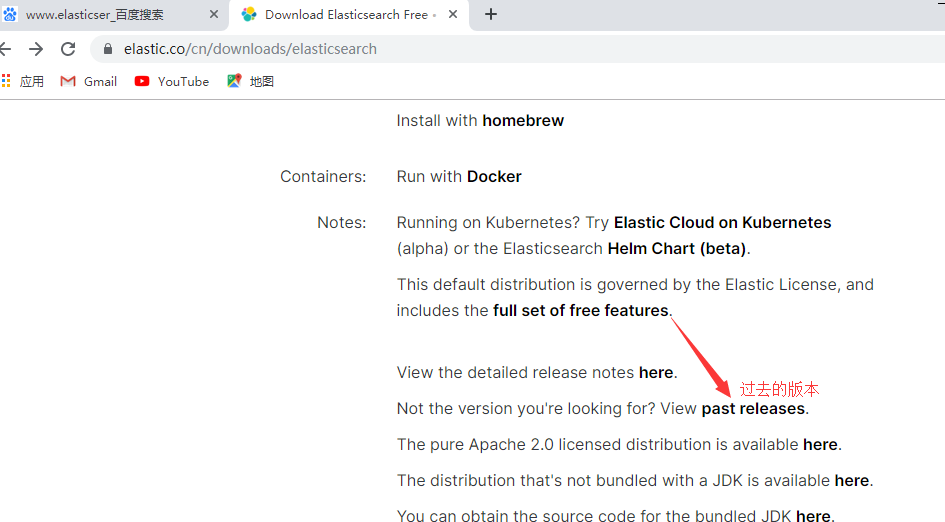 www.elasticser_百度搜索
Download Elasticsearch Free
elastic.co/cn/downloads/elasticsearch
应用 Gmail YouTube 地图
Install with homebrew
Containers: Run with Docker
Notes: Running on Kubernetes? Try Elastic Cloud on Kubernetes
(alpha) or the Elasticsearch Helm Chart (beta).
This default distribution is governed by the Elastic License, and
includes the full set of free features.
View the detailed release notes here.
过去的版本
Not the version you're looking for? View past releases.
The pure Apache 2.0 licensed distribution is available here.
The distribution that's not bundled with a JDK is available here.
You can obtain the source code for the bundled JDK here.